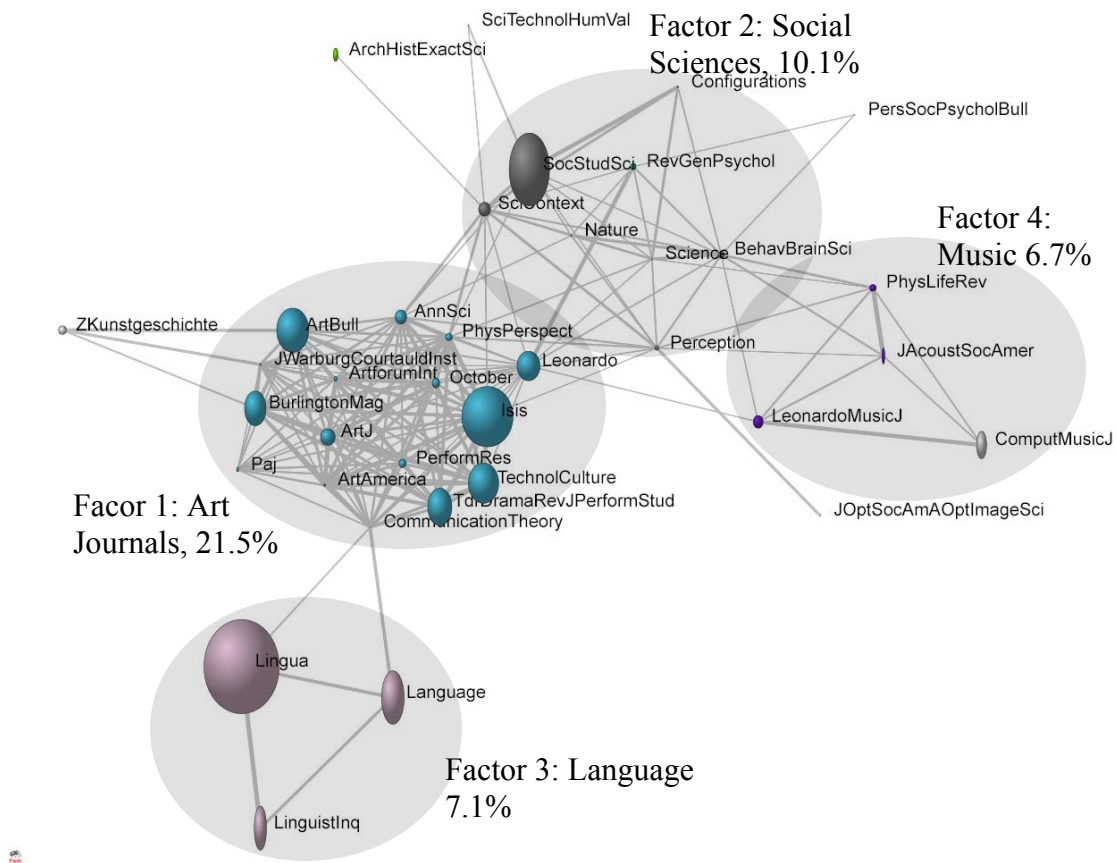 SciTechnolHumVal
Factor 2: Social
Sciences, 10.1%
ArchHistExactSci
Configurations
PersSocPsycholBull
SocStudSci
RevGenPsychol
SciContext
Nature
Science
BehavBrainSci
Factor 4:
Music 6.7%
PhysLifeRev
ZKunstgeschichte
ArtBull
AnnSci
PhysPerspect
Perception
JAcoustSocAmer
JWarburgCourtauldInst
Leonardo
ArtforumInt
October
BurlingtonMag
Isis
LeonardoMusicJ
ArtJ
ComputMusicJ
Paj
PerformRes
ArtAmerica
TechnolCulture
TdrDramaRevJPerformStud
CommunicationTheory
JOptSocAmAOptImageSci
Facor 1: Art
Journals, 21.5%
Lingua
Language
Factor 3: Language
7.1%
LinguistInq